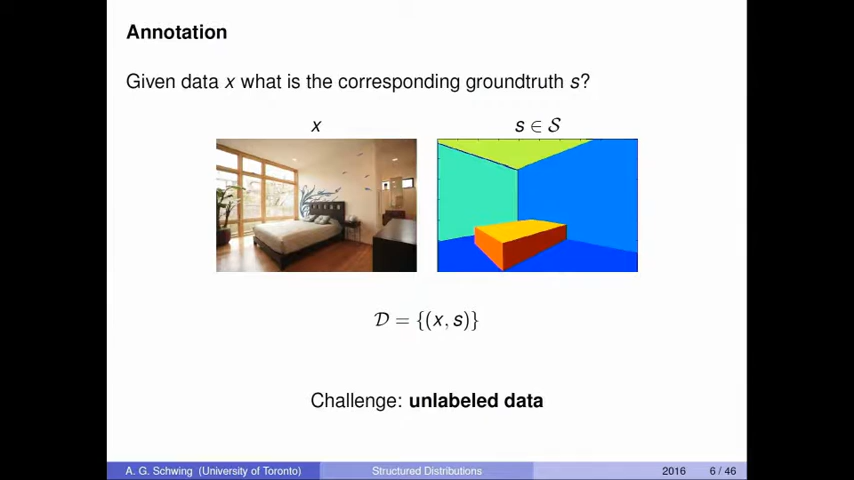 Annotation
Given data x what is the corresponding groundtruth s?
x
s ∈ 𝒮
𝒟 = {(x, s)}
Challenge: unlabeled data
A. G. Schwing (University of Toronto) Structured Distributions 2016 6 / 46